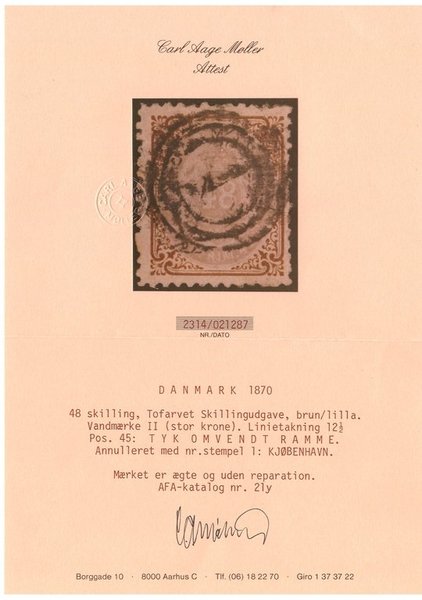 Carl Aage Møller
Attest
48
2314/021287
NR./DATO
DANMARK 1870
48 skilling, Tofarvet Skillingudgave, brun/lilla.
Vandmærke II (stor krone). Linietakning 12½
Pos. 45: TYK OMVENDT RAMME.
Annulleret med nr.stempel 1: KJØBENHAVN.
Mærket er ægte og uden reparation.
AFA-katalog nr. 21y
Borggade 10 · 8000 Aarhus C · Tlf. (06) 18 22 70 · Giro 1 37 37 22